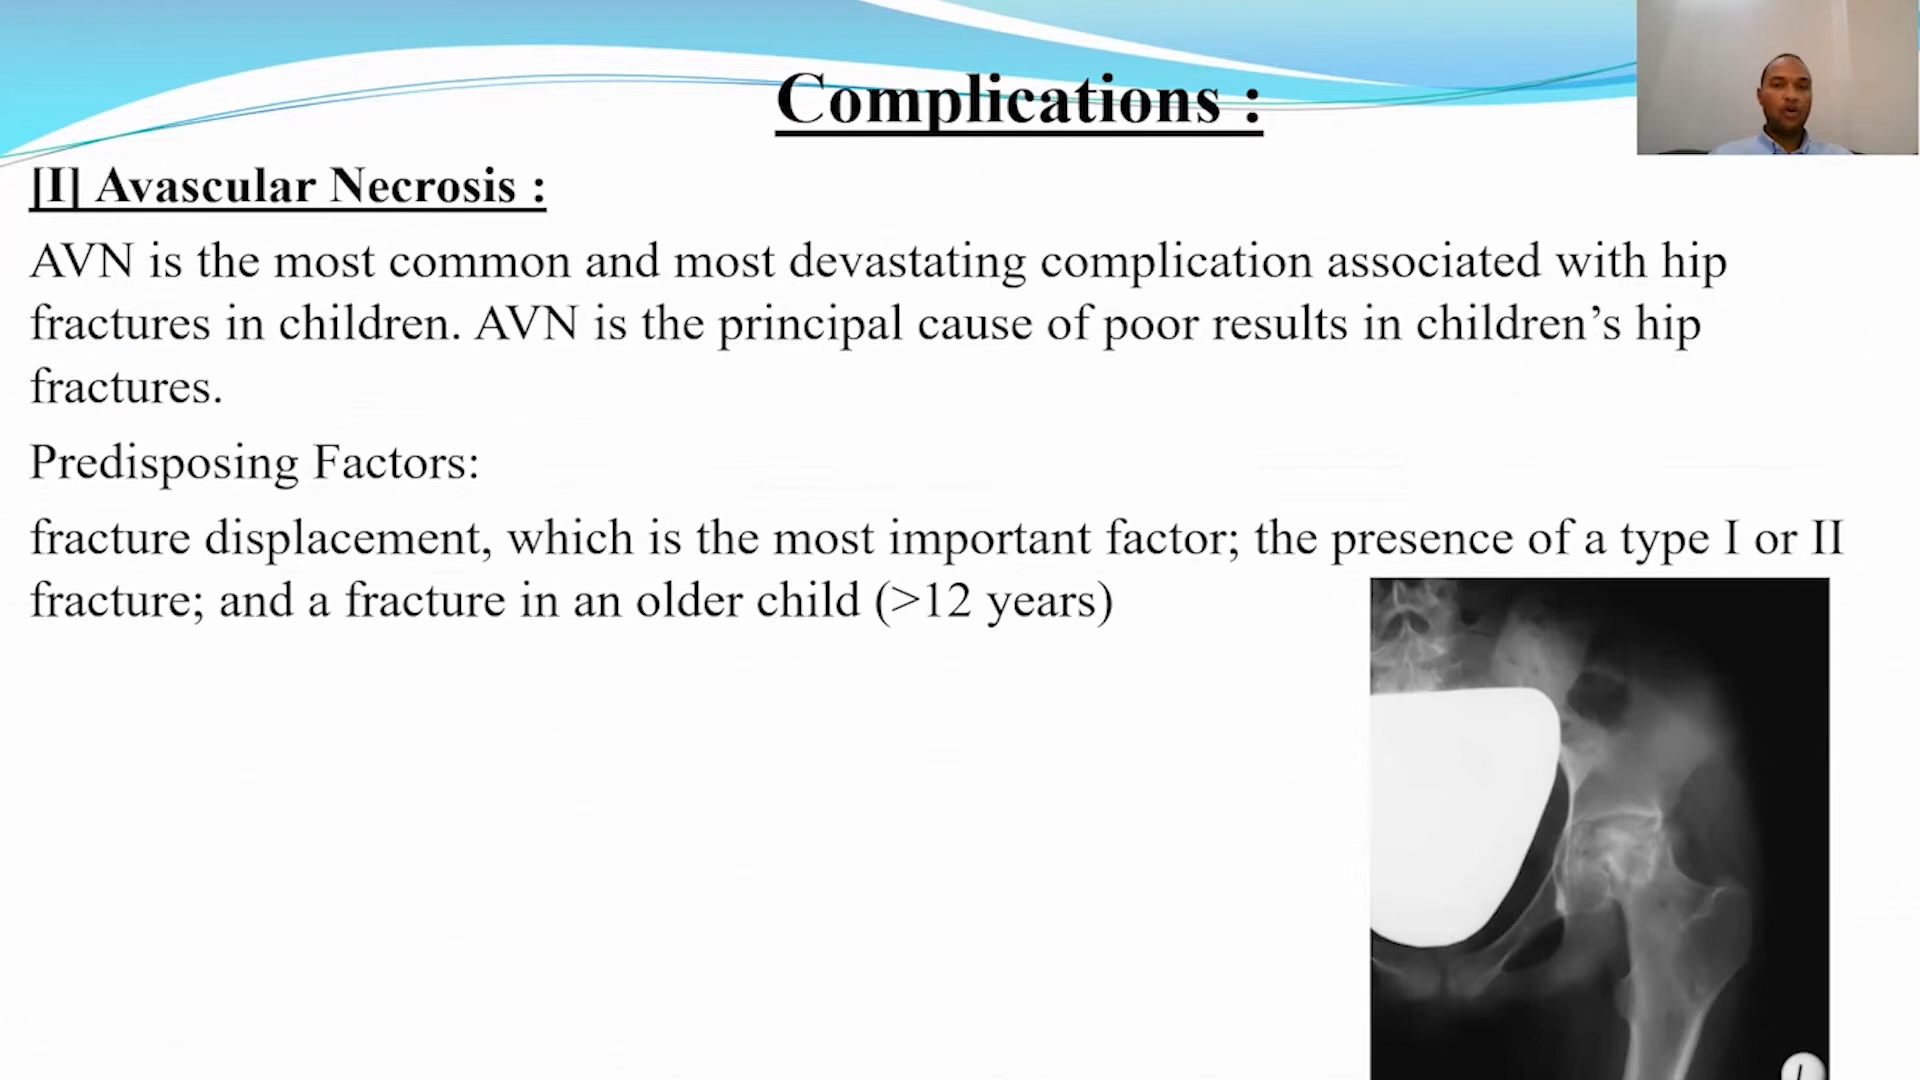 Complications :
[I] Avascular Necrosis :
AVN is the most common and most devastating complication associated with hip
fractures in children. AVN is the principal cause of poor results in children’s hip
fractures.
Predisposing Factors:
fracture displacement, which is the most important factor; the presence of a type I or II
fracture; and a fracture in an older child (>12 years)